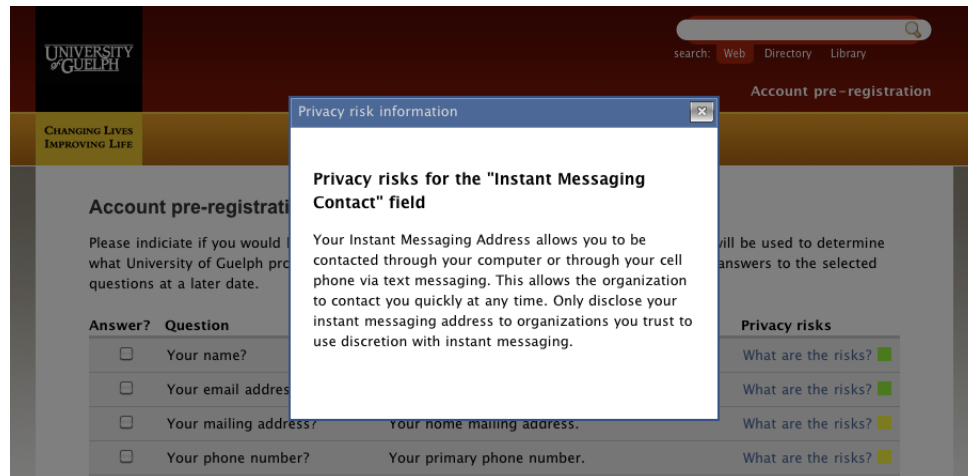 UNIVERSITY
of GUELPH
search: Web Directory Library
Account pre-registration
CHANGING LIVES
IMPROVING LIFE
Privacy risk information
Privacy risks for the "Instant Messaging
Contact" field
Your Instant Messaging Address allows you to be
contacted through your computer or through your cell
phone via text messaging. This allows the organization
to contact you quickly at any time. Only disclose your
instant messaging address to organizations you trust to
use discretion with instant messaging.
Account pre-registrati
Please indiciate if you would will be used to determine
what University of Guelph answers to the selected
questions at a later date.
Answer? Question Privacy risks
Your name? What are the risks?
Your email addres What are the risks?
Your mailing address? Your home mailing address. What are the risks?
Your phone number? Your primary phone number. What are the risks?